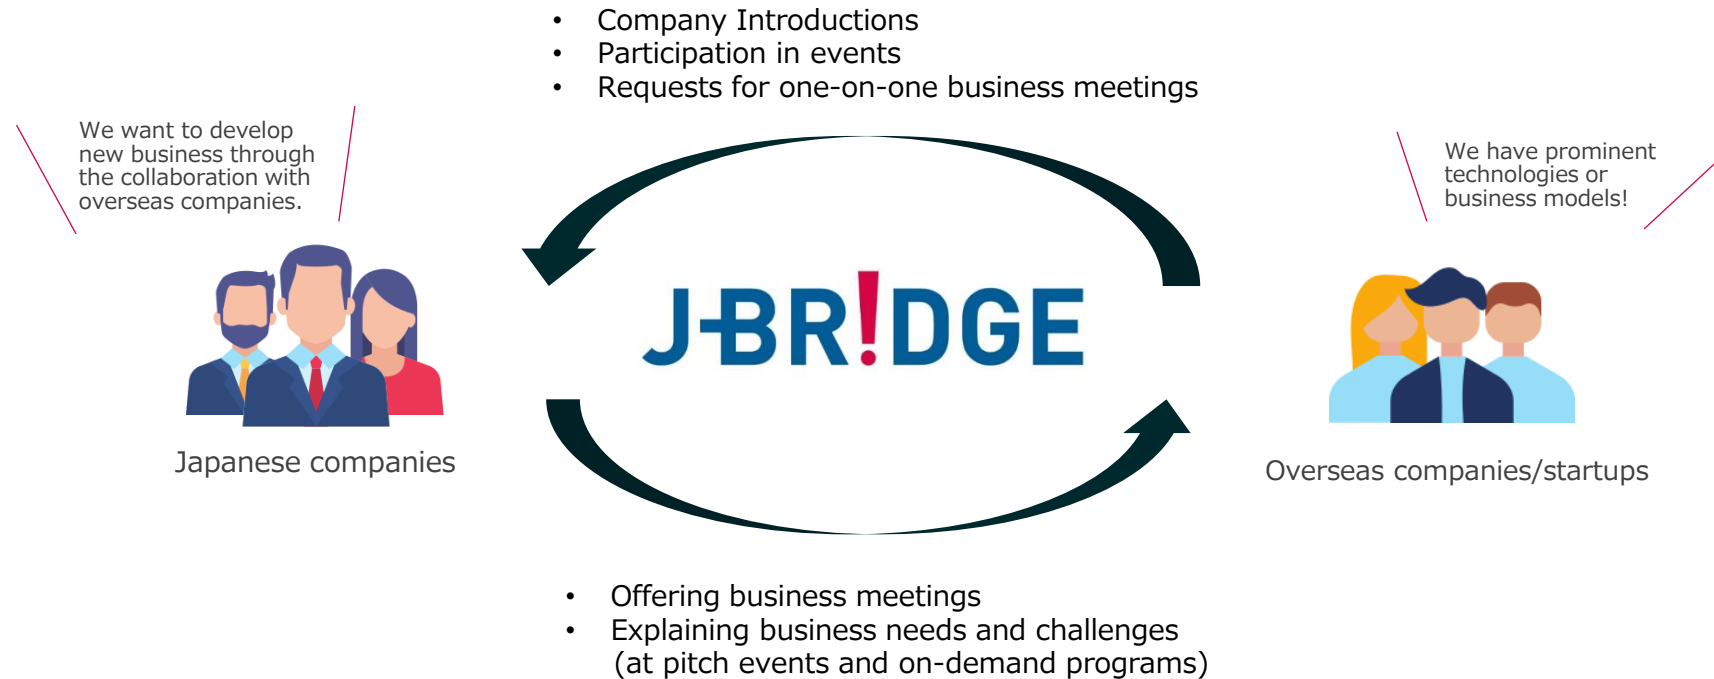 • Company Introductions
• Participation in events
• Requests for one-on-one business meetings
We want to develop
new business through
the collaboration with
overseas companies.
We have prominent
technologies or
business models!
J-BR!DGE
Japanese companies
Overseas companies/startups
• Offering business meetings
• Explaining business needs and challenges
(at pitch events and on-demand programs)